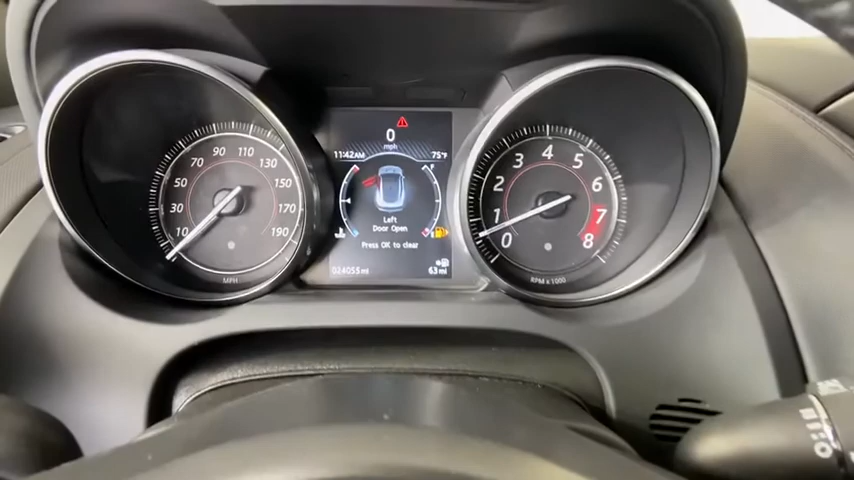 0
mph
11:42AM 75°F
Left
Door Open
Press OK to clear
024055mi 63mi
10 30 50 70 90 110 130 150 170 190
MPH
0 1 2 3 4 5 6 7 8
RPM x 1000